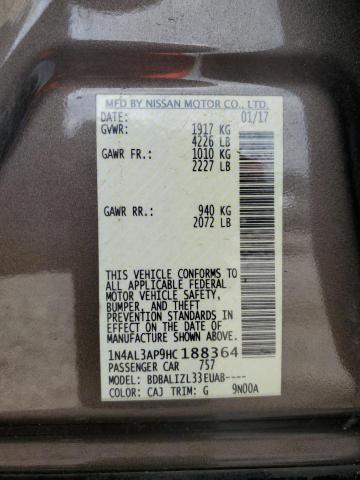 MFD BY NISSAN MOTOR CO., LTD.
DATE: 01/17
GVWR: 1917 KG
4226 LB
GAWR FR.: 1010 KG
2227 LB
GAWR RR.: 940 KG
2072 LB
THIS VEHICLE CONFORMS TO
ALL APPLICABLE FEDERAL
MOTOR VEHICLE SAFETY,
BUMPER, AND THEFT
PREVENTION STANDARDS IN
EFFECT ON THE DATE OF
MANUFACTURE SHOWN ABOVE.
1N4AL3AP9HC188364
PASSENGER CAR 757
MODEL: BDBALIZL33EUAB----
COLOR: CAJ TRIM: G 9N00A